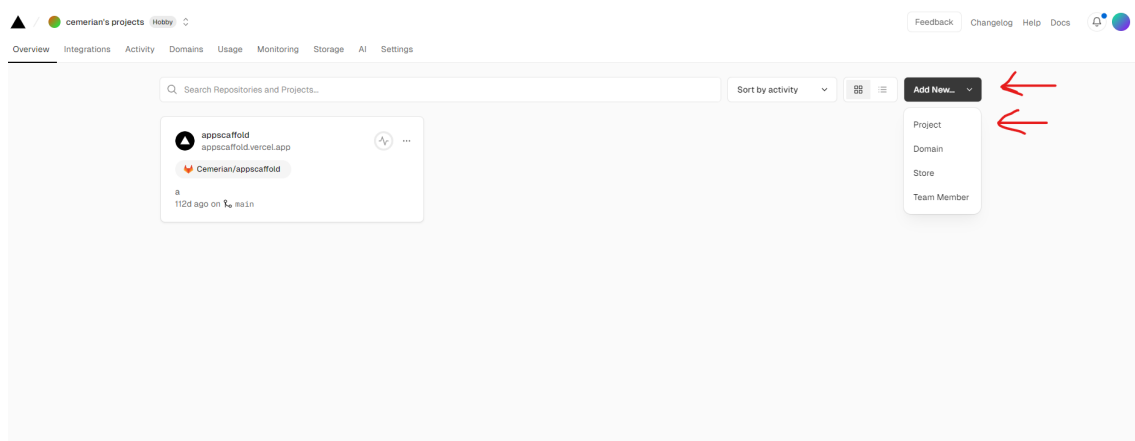 cemerian's projects Hobby
Feedback Changelog Help Docs
Overview Integrations Activity Domains Usage Monitoring Storage AI Settings
Search Repositories and Projects...
Sort by activity
Add New...
Project
Domain
Store
Team Member
appscaffold
appscaffold.vercel.app
Cemerian/appscaffold
a
112d ago on main